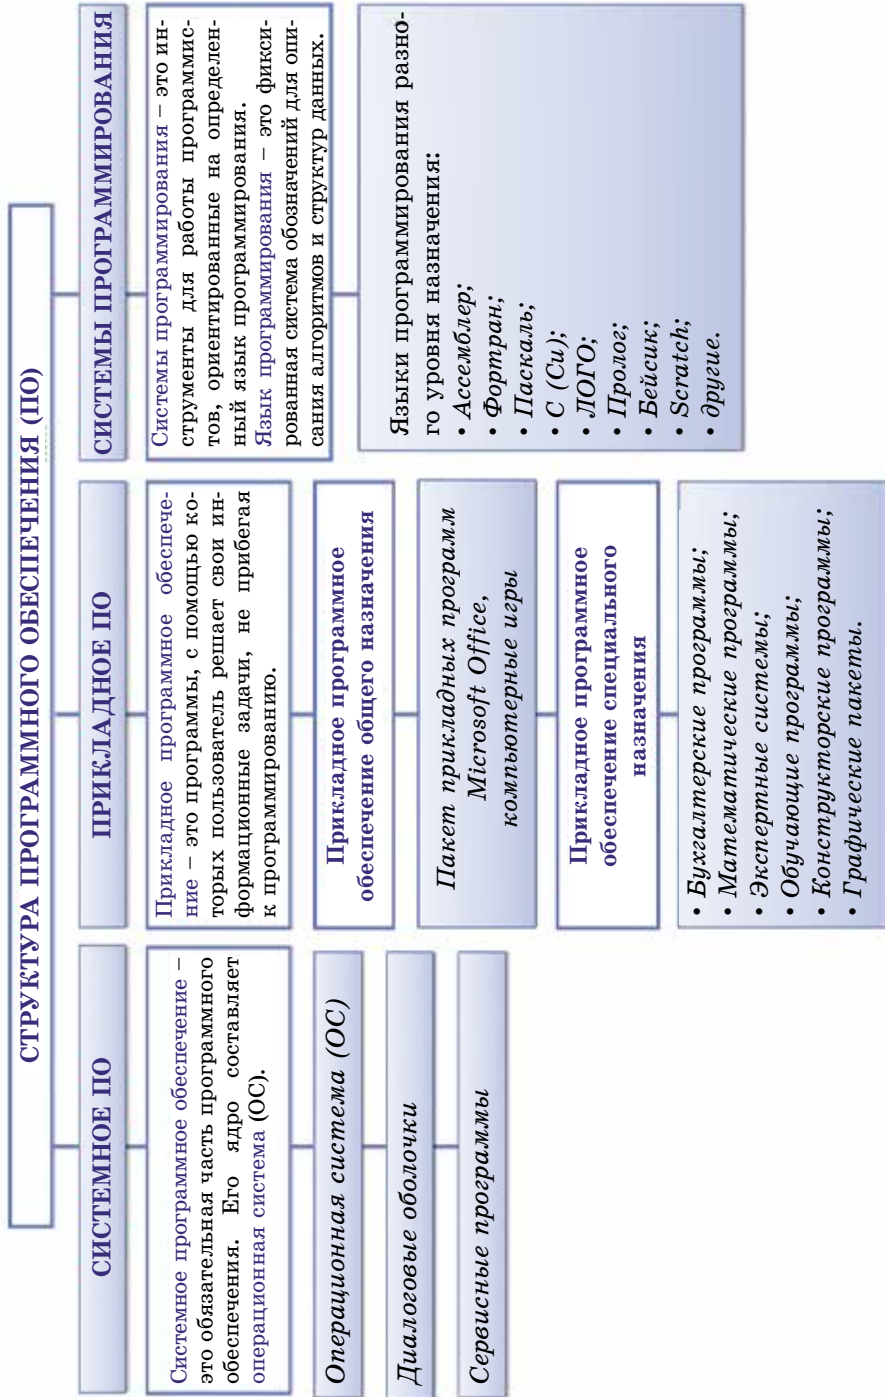 СТРУКТУРА ПРОГРАММНОГО ОБЕСПЕЧЕНИЯ (ПО)
СИСТЕМНОЕ ПО
Системное программное обеспечение –
это обязательная часть программного
обеспечения. Его ядро составляет
операционная система (ОС).
Операционная система (ОС)
Диалоговые оболочки
Сервисные программы
ПРИКЛАДНОЕ ПО
Прикладное программное обеспече-
ние – это программы, с помощью ко-
торых пользователь решает свои ин-
формационные задачи, не прибегая
к программированию.
Прикладное программное
обеспечение общего назначения
Пакет прикладных программ
Microsoft Office,
компьютерные игры
Прикладное программное
обеспечение специального
назначения
• Бухгалтерские программы;
• Математические программы;
• Экспертные системы;
• Обучающие программы;
• Конструкторские программы;
• Графические пакеты.
СИСТЕМЫ ПРОГРАММИРОВАНИЯ
Системы программирования – это ин-
струменты для работы программис-
тов, ориентированные на определен-
ный язык программирования.
Язык программирования – это фикси-
рованная система обозначений для опи-
сания алгоритмов и структур данных.
Языки программирования разно-
го уровня назначения:
• Ассемблер;
• Фортран;
• Паскаль;
• С (Си);
• ЛОГО;
• Пролог;
• Бейсик;
• Scratch;
• другие.